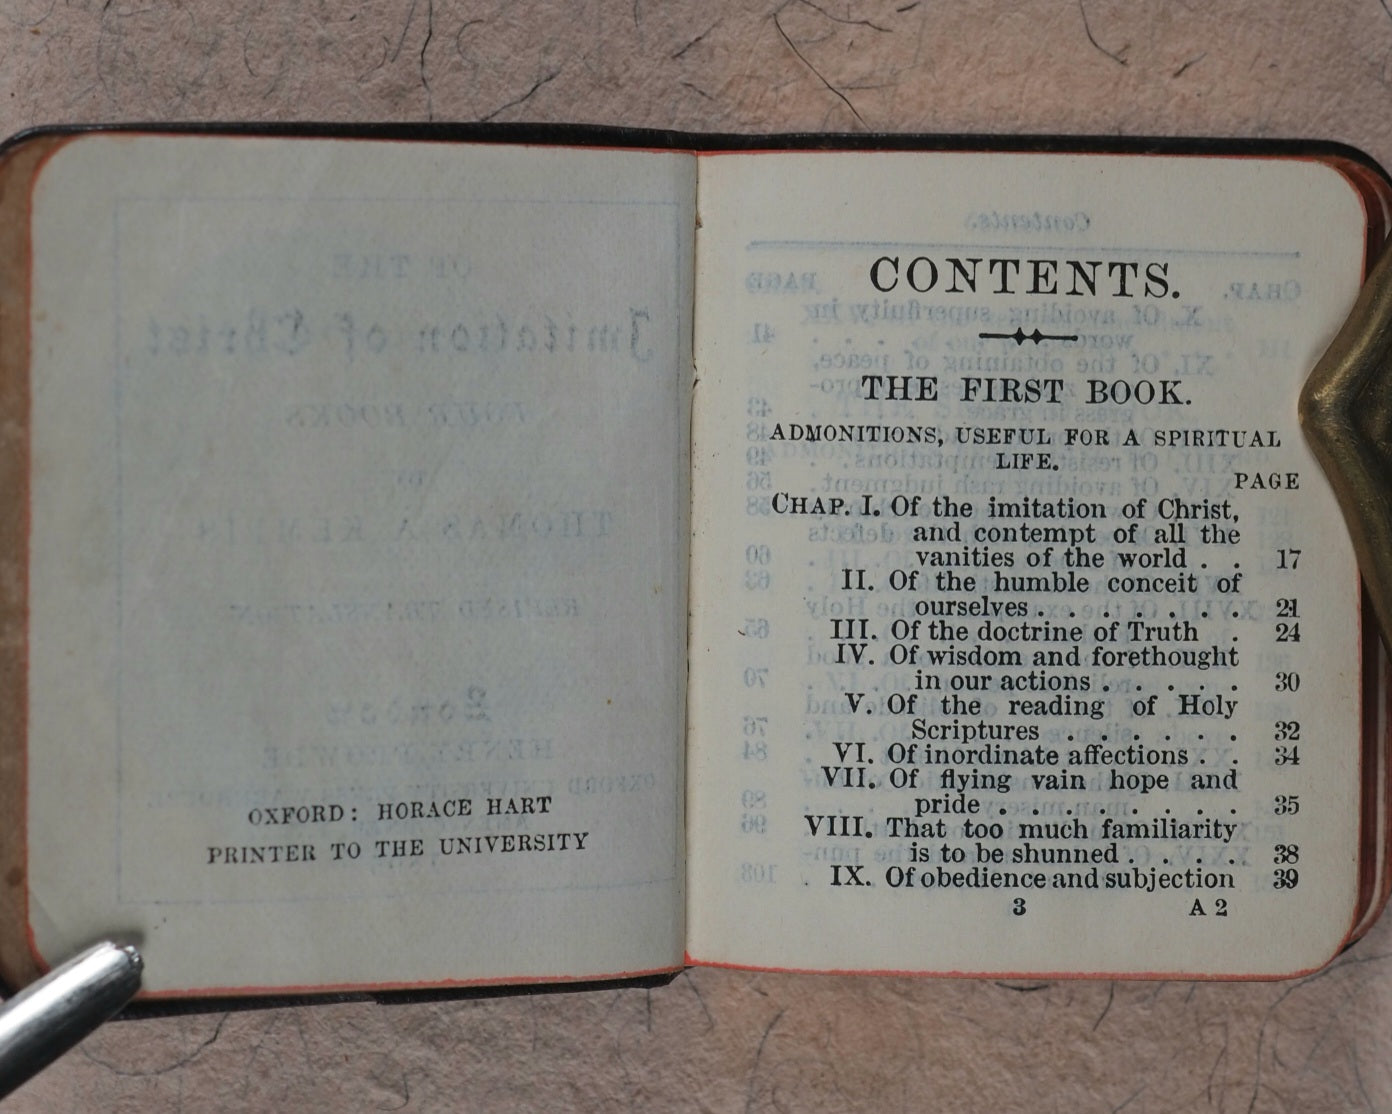 OXFORD: HORACE HART
PRINTER TO THE UNIVERSITY
CONTENTS.
THE FIRST BOOK.
ADMONITIONS, USEFUL FOR A SPIRITUAL
LIFE.
PAGE
CHAP. I. Of the imitation of Christ,
and contempt of all the
vanities of the world . . 17
II. Of the humble conceit of
ourselves . . . . . . . 21
III. Of the doctrine of Truth . 24
IV. Of wisdom and forethought
in our actions . . . . . 30
V. Of the reading of Holy
Scriptures . . . . . . 32
VI. Of inordinate affections . . 34
VII. Of flying vain hope and
pride . . . . . . . . 35
VIII. That too much familiarity
is to be shunned . . . . 38
IX. Of obedience and subjection 39
3 A 2